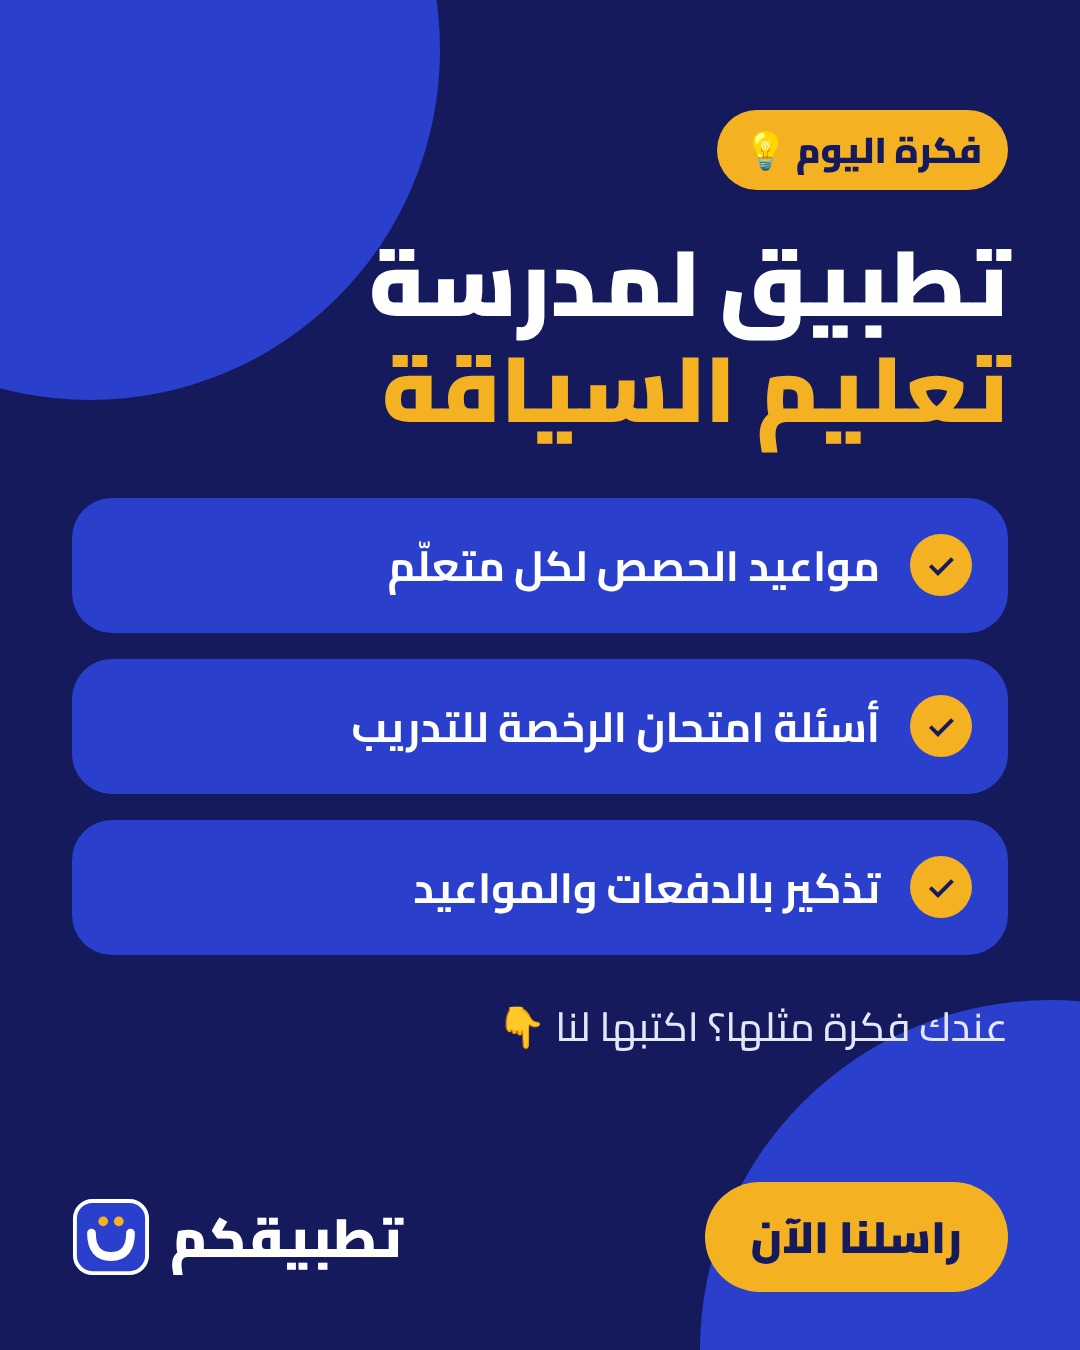 فكرة اليوم 💡
تطبيق لمدرسة
تعليم السياقة
مواعيد الحصص لكل متعلّم
أسئلة امتحان الرخصة للتدريب
تذكير بالدفعات والمواعيد
عندك فكرة مثلها؟ اكتبها لنا 👇
راسلنا الآن
تطبيقكم